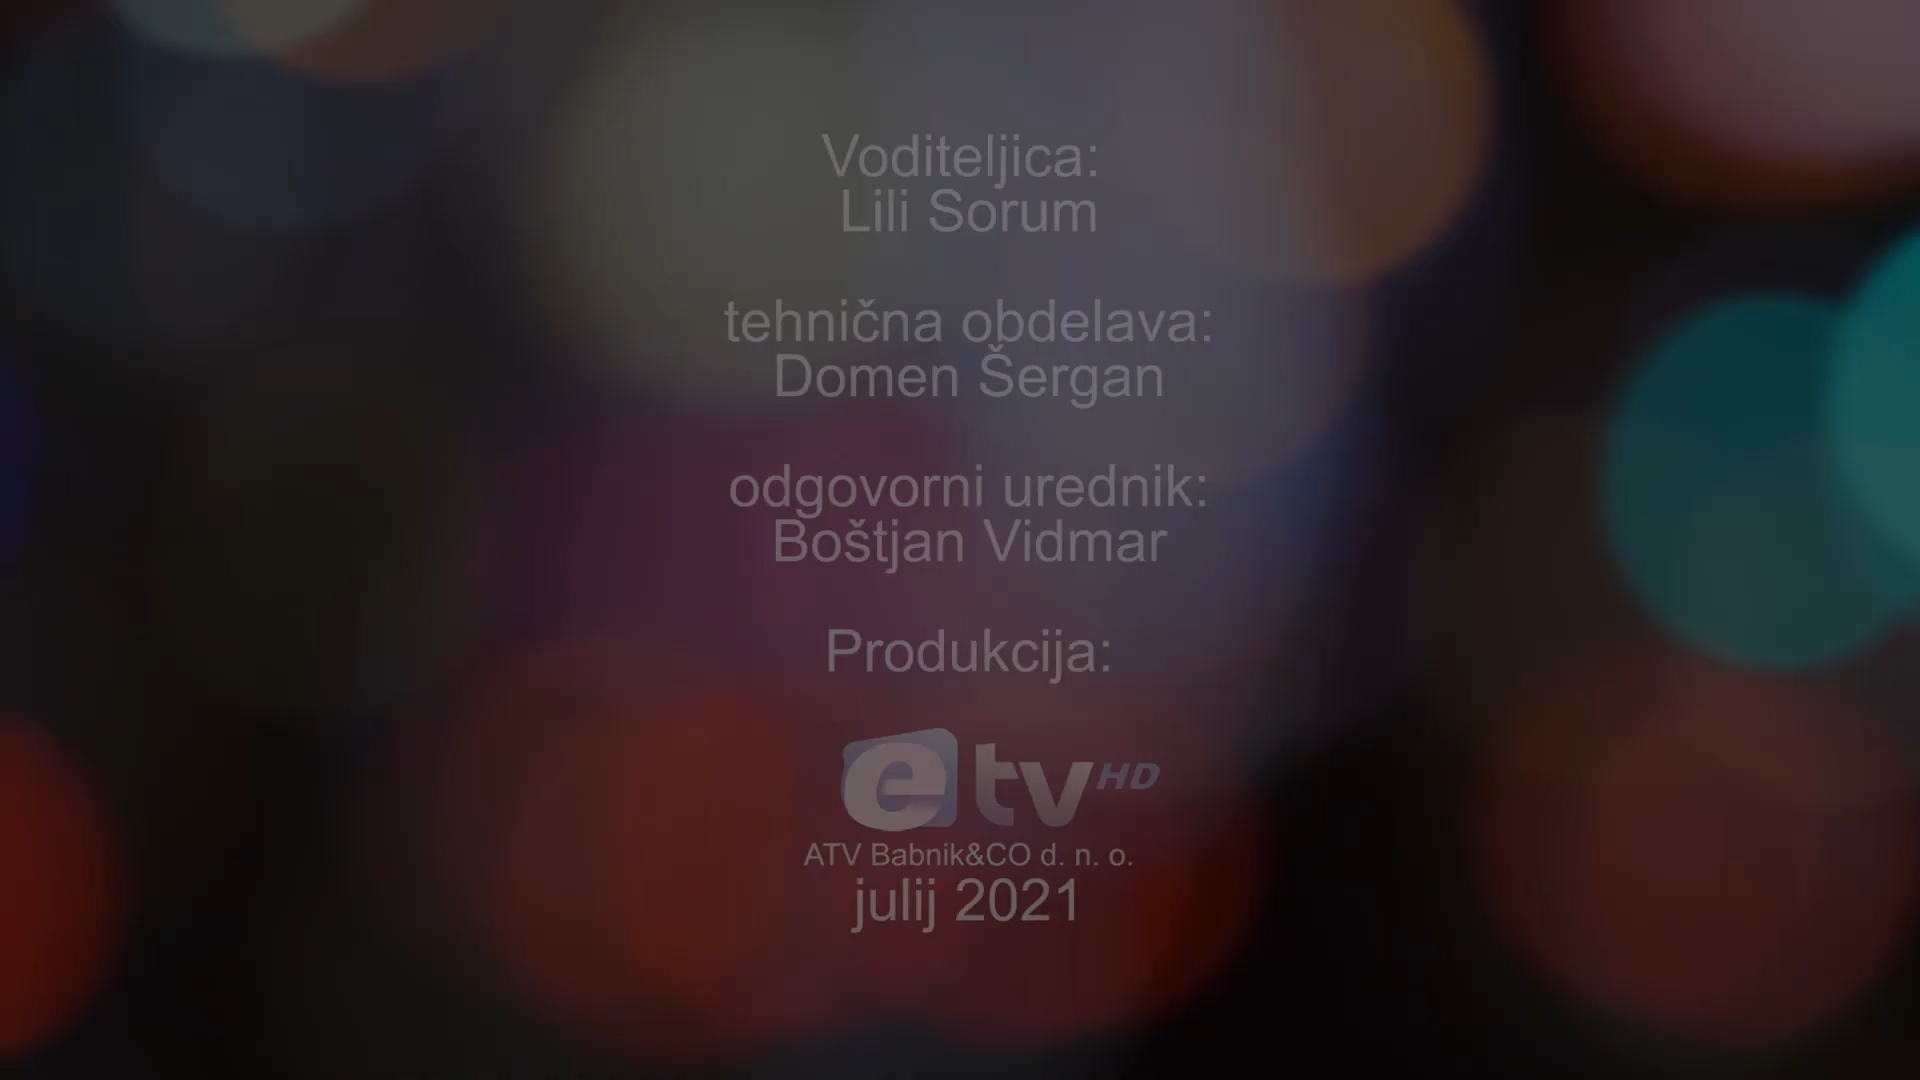 Voditeljica:
Lili Sorum
tehnična obdelava:
Domen Šergan
odgovorni urednik:
Boštjan Vidmar
Produkcija:
etv HD
ATV Babnik&CO d. n. o.
julij 2021